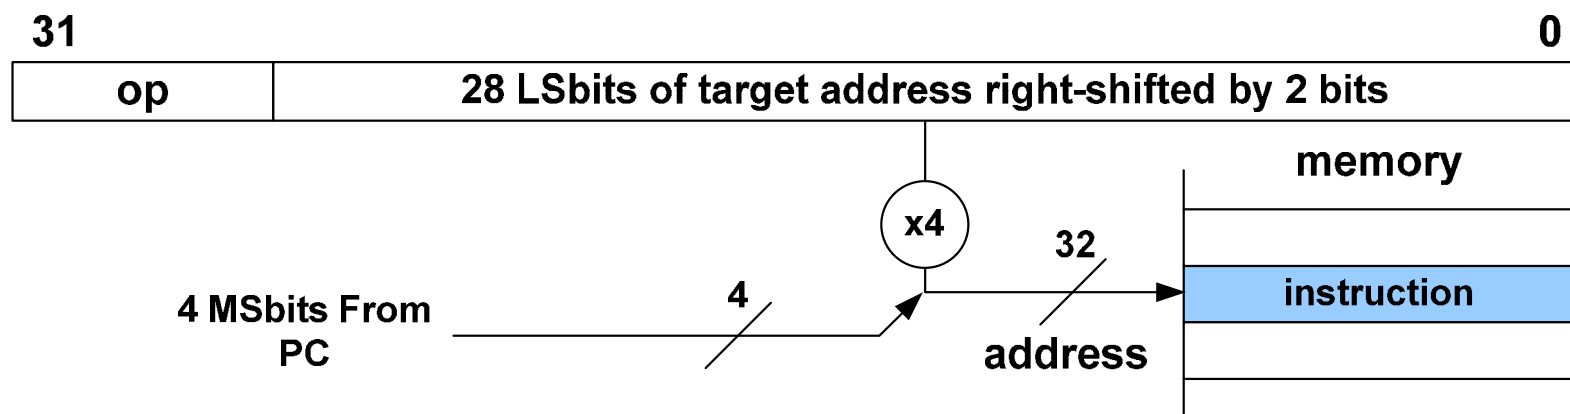 31
0
op
28 LSbits of target address right-shifted by 2 bits
memory
x4
32
4
4 MSbits From
PC
instruction
address